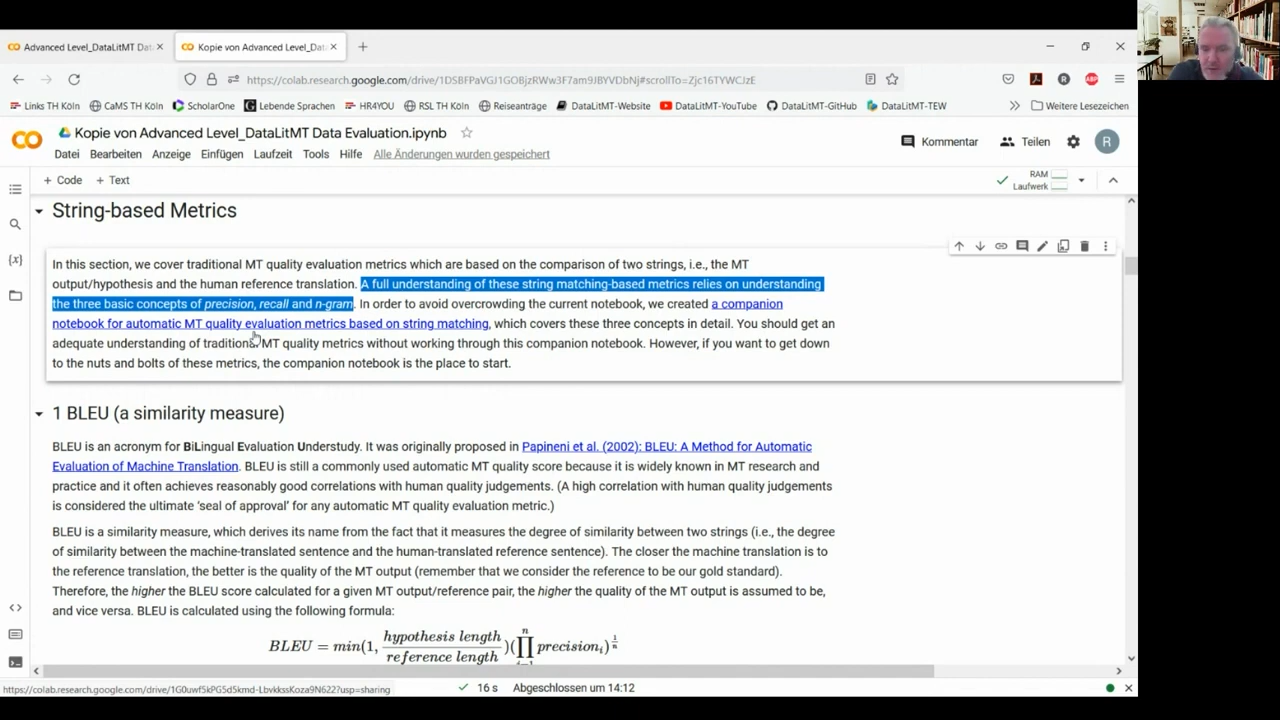 Advanced Level_DataLitMT Dat
Kopie von Advanced Level_Data
https://colab.research.google.com/drive/1DSBFPaVGJ1GOBjzRWw3F7am9JBYVDbNj#scrollTo=Zjc16TYWCJzE
Links TH Köln CaMS TH Köln ScholarOne Lebende Sprachen HR4YOU RSL TH Köln Reiseanträge DataLitMT-Website DataLitMT-YouTube DataLitMT-GitHub DataLitMT-TEW Weitere Lesezeichen
Kopie von Advanced Level_DataLitMT Data Evaluation.ipynb
Kommentar Teilen R
Datei Bearbeiten Anzeige Einfügen Laufzeit Tools Hilfe Alle Änderungen wurden gespeichert
+ Code + Text
RAM
Laufwerk
String-based Metrics
In this section, we cover traditional MT quality evaluation metrics which are based on the comparison of two strings, i.e., the MT
output/hypothesis and the human reference translation. A full understanding of these string matching-based metrics relies on understanding
the three basic concepts of precision, recall and n-gram. In order to avoid overcrowding the current notebook, we created a companion
notebook for automatic MT quality evaluation metrics based on string matching, which covers these three concepts in detail. You should get an
adequate understanding of traditional MT quality metrics without working through this companion notebook. However, if you want to get down
to the nuts and bolts of these metrics, the companion notebook is the place to start.
1 BLEU (a similarity measure)
BLEU is an acronym for BiLingual Evaluation Understudy. It was originally proposed in Papineni et al. (2002): BLEU: A Method for Automatic
Evaluation of Machine Translation. BLEU is still a commonly used automatic MT quality score because it is widely known in MT research and
practice and it often achieves reasonably good correlations with human quality judgements. (A high correlation with human quality judgements
is considered the ultimate ‘seal of approval’ for any automatic MT quality evaluation metric.)
BLEU is a similarity measure, which derives its name from the fact that it measures the degree of similarity between two strings (i.e., the degree
of similarity between the machine-translated sentence and the human-translated reference sentence). The closer the machine translation is to
the reference translation, the better is the quality of the MT output (remember that we consider the reference to be our gold standard).
Therefore, the higher the BLEU score calculated for a given MT output/reference pair, the higher the quality of the MT output is assumed to be,
and vice versa. BLEU is calculated using the following formula:
BLEU = min(1, hypothesis length / reference length)(∏ n i=1 precision_i)^1/n
16 s Abgeschlossen um 14:12